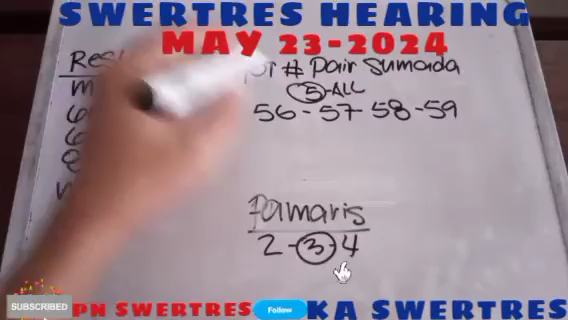 SWERTRES HEARING
MAY 23-2024
# Pair Sumada
5-ALL
56-57 58-59
Pamaris
2-3-4
SUBSCRIBED
PN SWERTRES
Follow
KA SWERTRES